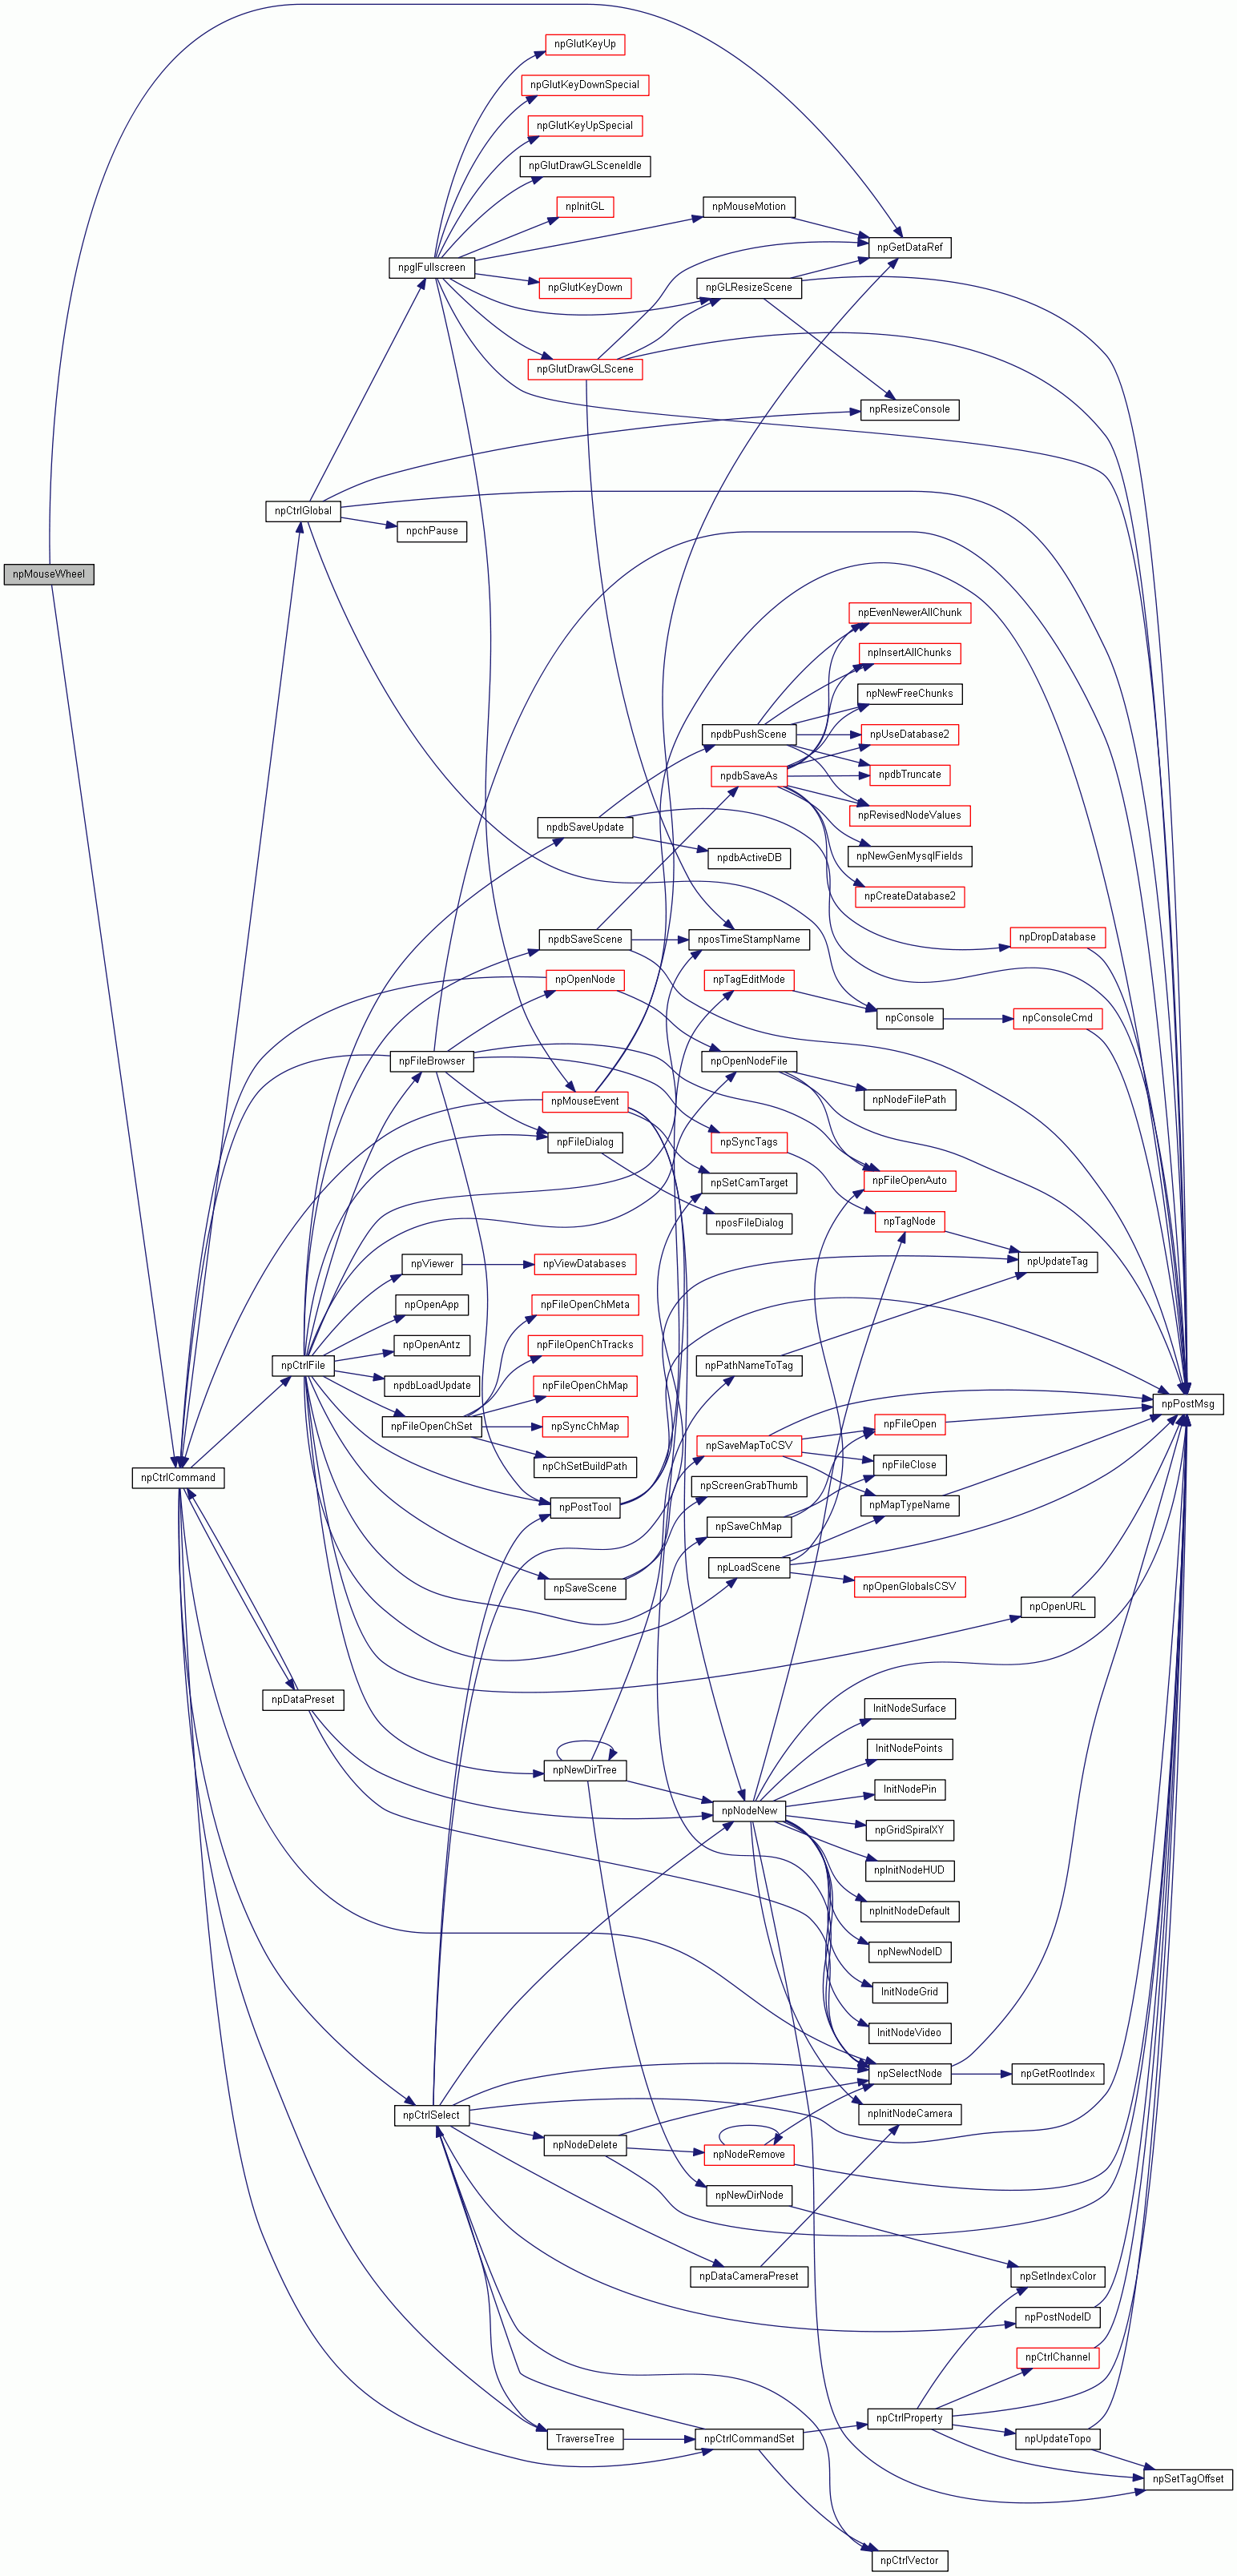 npGlutKeyUp
npGlutKeyDownSpecial
npGlutKeyUpSpecial
npGlutDrawGLSceneIdle
npInitGL
npMouseMotion
npGetDataRef
npglFullscreen
npGlutKeyDown
npGLResizeScene
npGlutDrawGLScene
npResizeConsole
npCtrlGlobal
npchPause
npMouseWheel
npEvenNewerAllChunk
npInsertAllChunks
npNewFreeChunks
npdbPushScene
npUseDatabase2
npdbSaveAs
npdbTruncate
npRevisedNodeValues
npdbSaveUpdate
npdbActiveDB
npNewGenMysqlFields
npCreateDatabase2
npdbSaveScene
nposTimeStampName
npDropDatabase
npOpenNode
npTagEditMode
npConsole
npConsoleCmd
npFileBrowser
npOpenNodeFile
npNodeFilePath
npMouseEvent
npFileDialog
npSyncTags
npSetCamTarget
npFileOpenAuto
nposFileDialog
npTagNode
npViewer
npViewDatabases
npUpdateTag
npOpenApp
npFileOpenChMeta
npOpenAntz
npFileOpenChTracks
npCtrlFile
npPathNameToTag
npdbLoadUpdate
npFileOpenChMap
npPostMsg
npFileOpenChSet
npSyncChMap
npFileOpen
npSaveMapToCSV
npChSetBuildPath
npFileClose
npCtrlCommand
npScreenGrabThumb
npPostTool
npMapTypeName
npSaveChMap
npLoadScene
npSaveScene
npOpenGlobalsCSV
npOpenURL
npDataPreset
InitNodeSurface
InitNodePoints
npNewDirTree
InitNodePin
npNodeNew
npGridSpiralXY
npInitNodeHUD
npInitNodeDefault
npNewNodeID
InitNodeGrid
InitNodeVideo
npSelectNode
npGetRootIndex
npCtrlSelect
npInitNodeCamera
npNodeDelete
npNodeRemove
npNewDirNode
npDataCameraPreset
npSetIndexColor
npPostNodeID
npCtrlChannel
npCtrlProperty
TraverseTree
npCtrlCommandSet
npUpdateTopo
npSetTagOffset
npCtrlVector